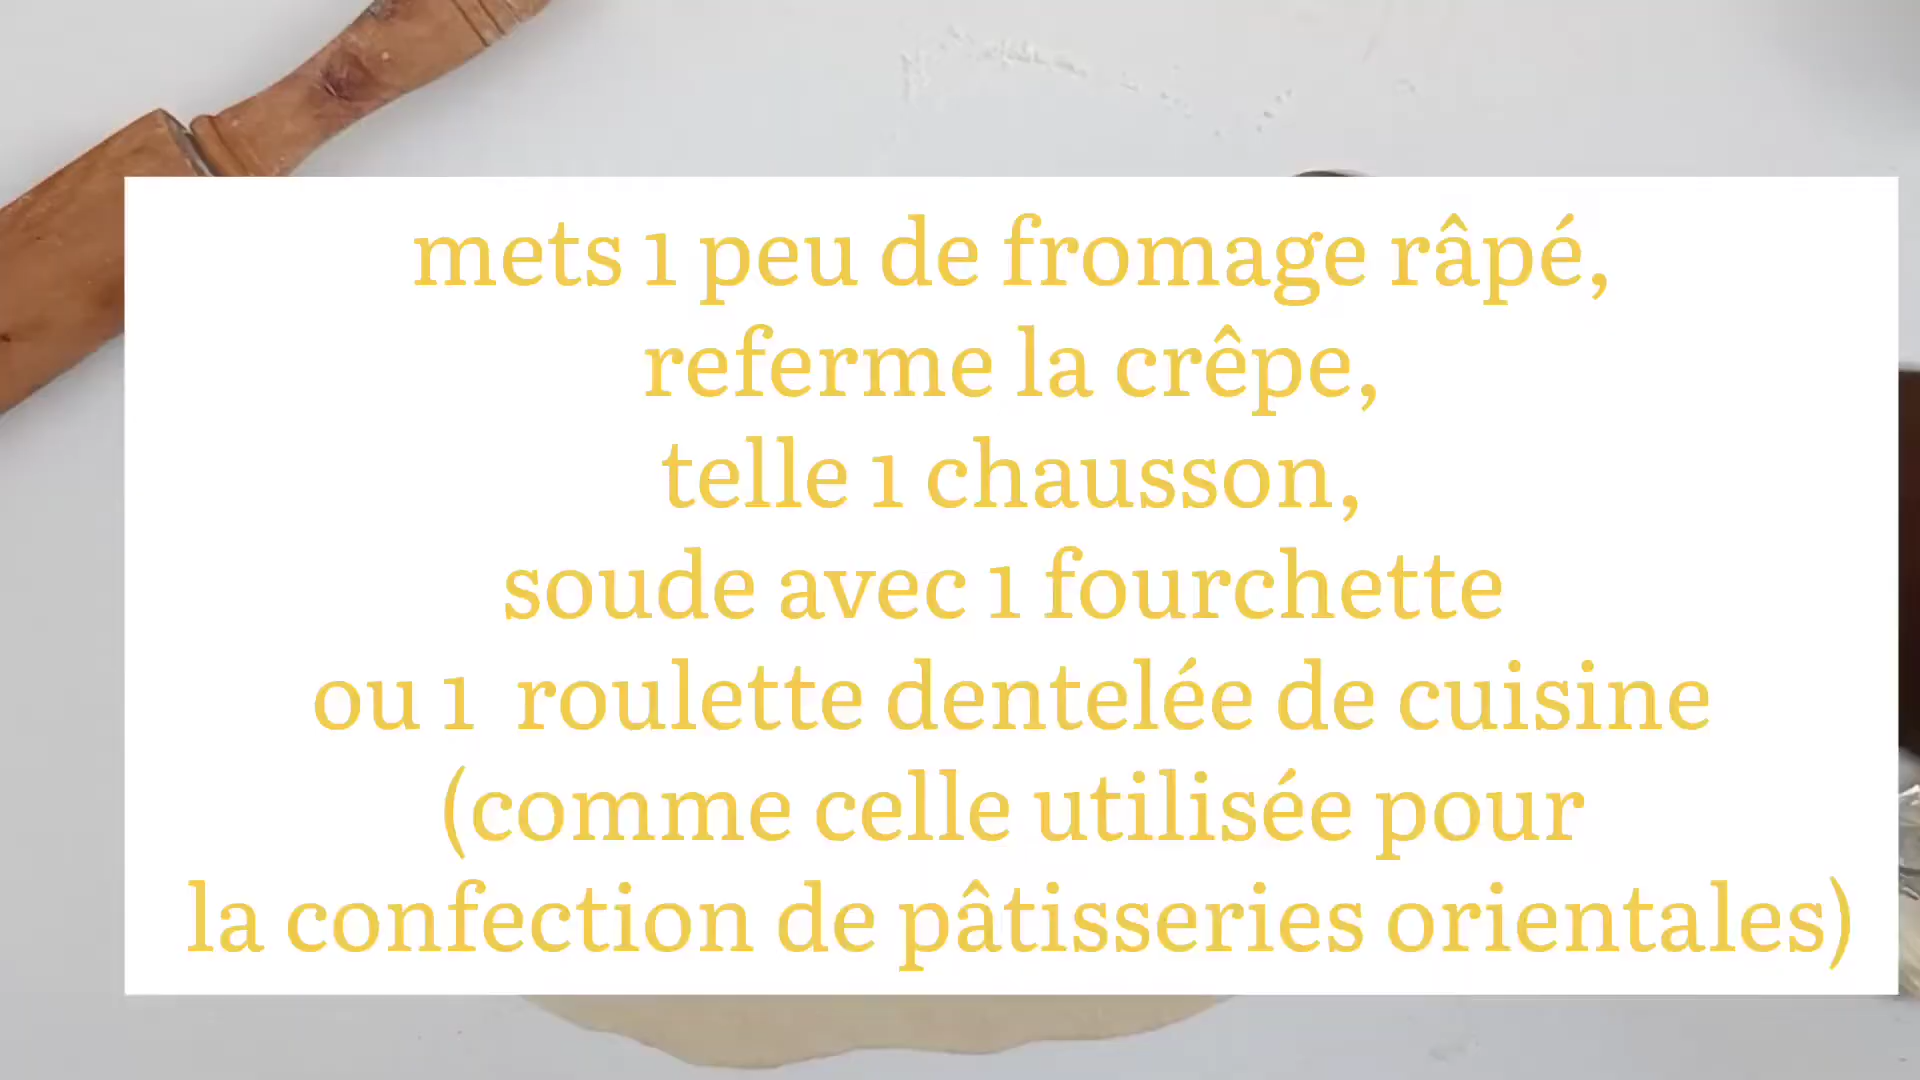 mets 1 peu de fromage râpé,
referme la crêpe,
telle 1 chausson,
soude avec 1 fourchette
ou 1 roulette dentelée de cuisine
(comme celle utilisée pour
la confection de pâtisseries orientales)